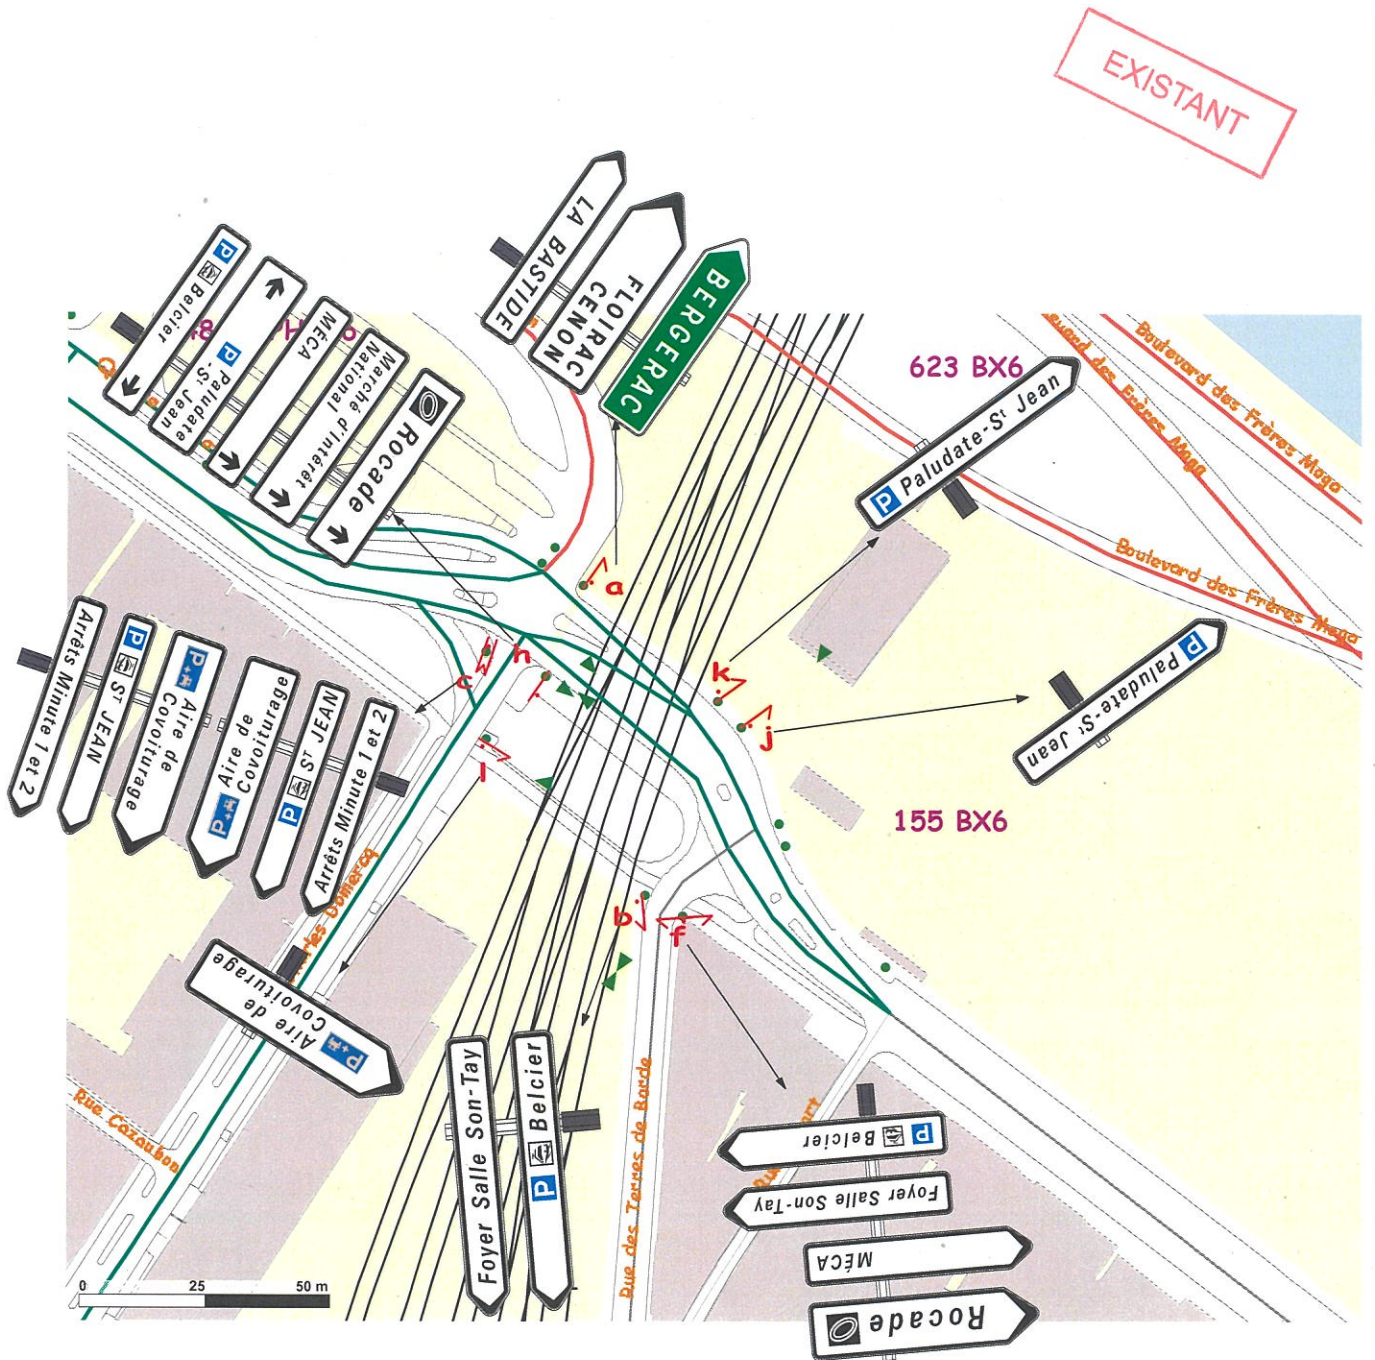 EXISTANT
LA BASTIDE
FLOIRAC
CENON
BERGERAC
P Belcier
P Paludate
St Jean
MÉCA
Marché d'Intérêt
National
Rocade
623 BX6
Boulevard des Frères Moga
Boulevard des Frères Moga
P Paludate-St Jean
P Paludate-St Jean
155 BX6
a
k
j
h
c
l
b
f
Arrêts Minute 1 et 2
P ST JEAN
P Aire de
Covoiturage
P Aire de
Covoiturage
P ST JEAN
Arrêts Minute 1 et 2
Aire de
Covoiturage P
Rue Cazaubon
Foyer Salle Son-Tay
P Belcier
Rue des Terres de Borde
P Belcier
Foyer Salle Son-Tay
MÉCA
Rocade
0 25 50 m